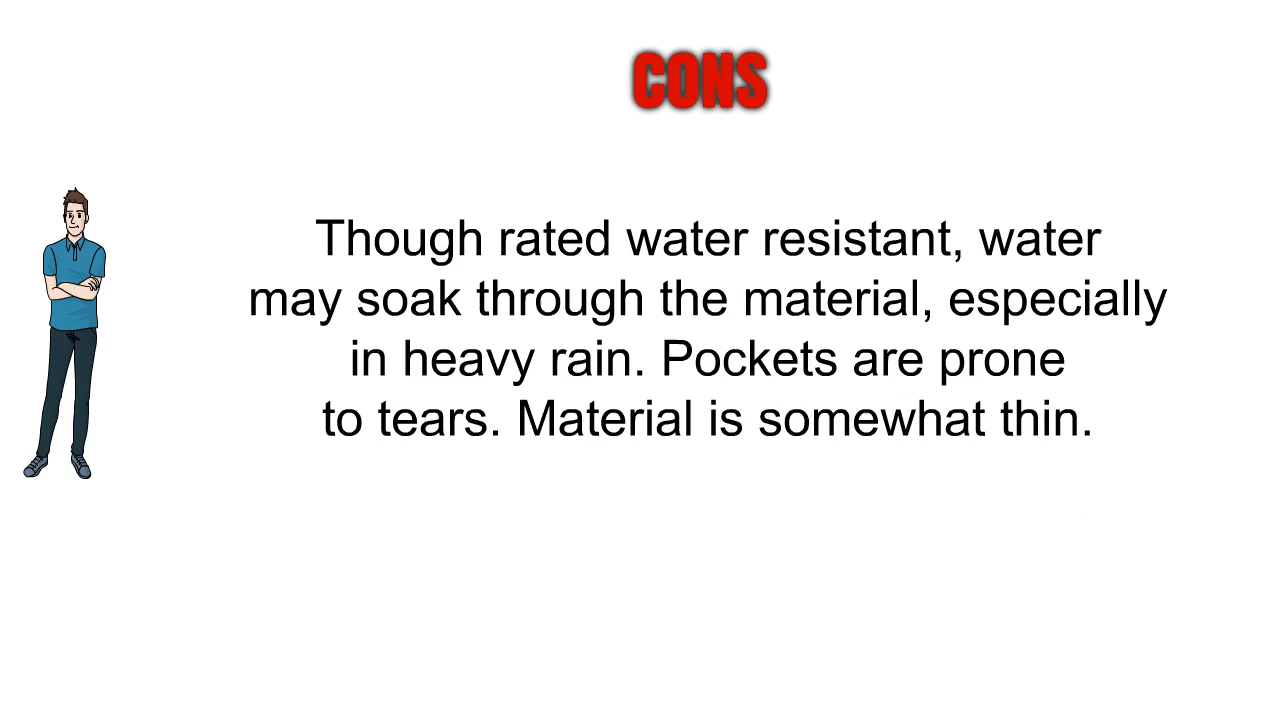 CONS
Though rated water resistant, water
may soak through the material, especially
in heavy rain. Pockets are prone
to tears. Material is somewhat thin.